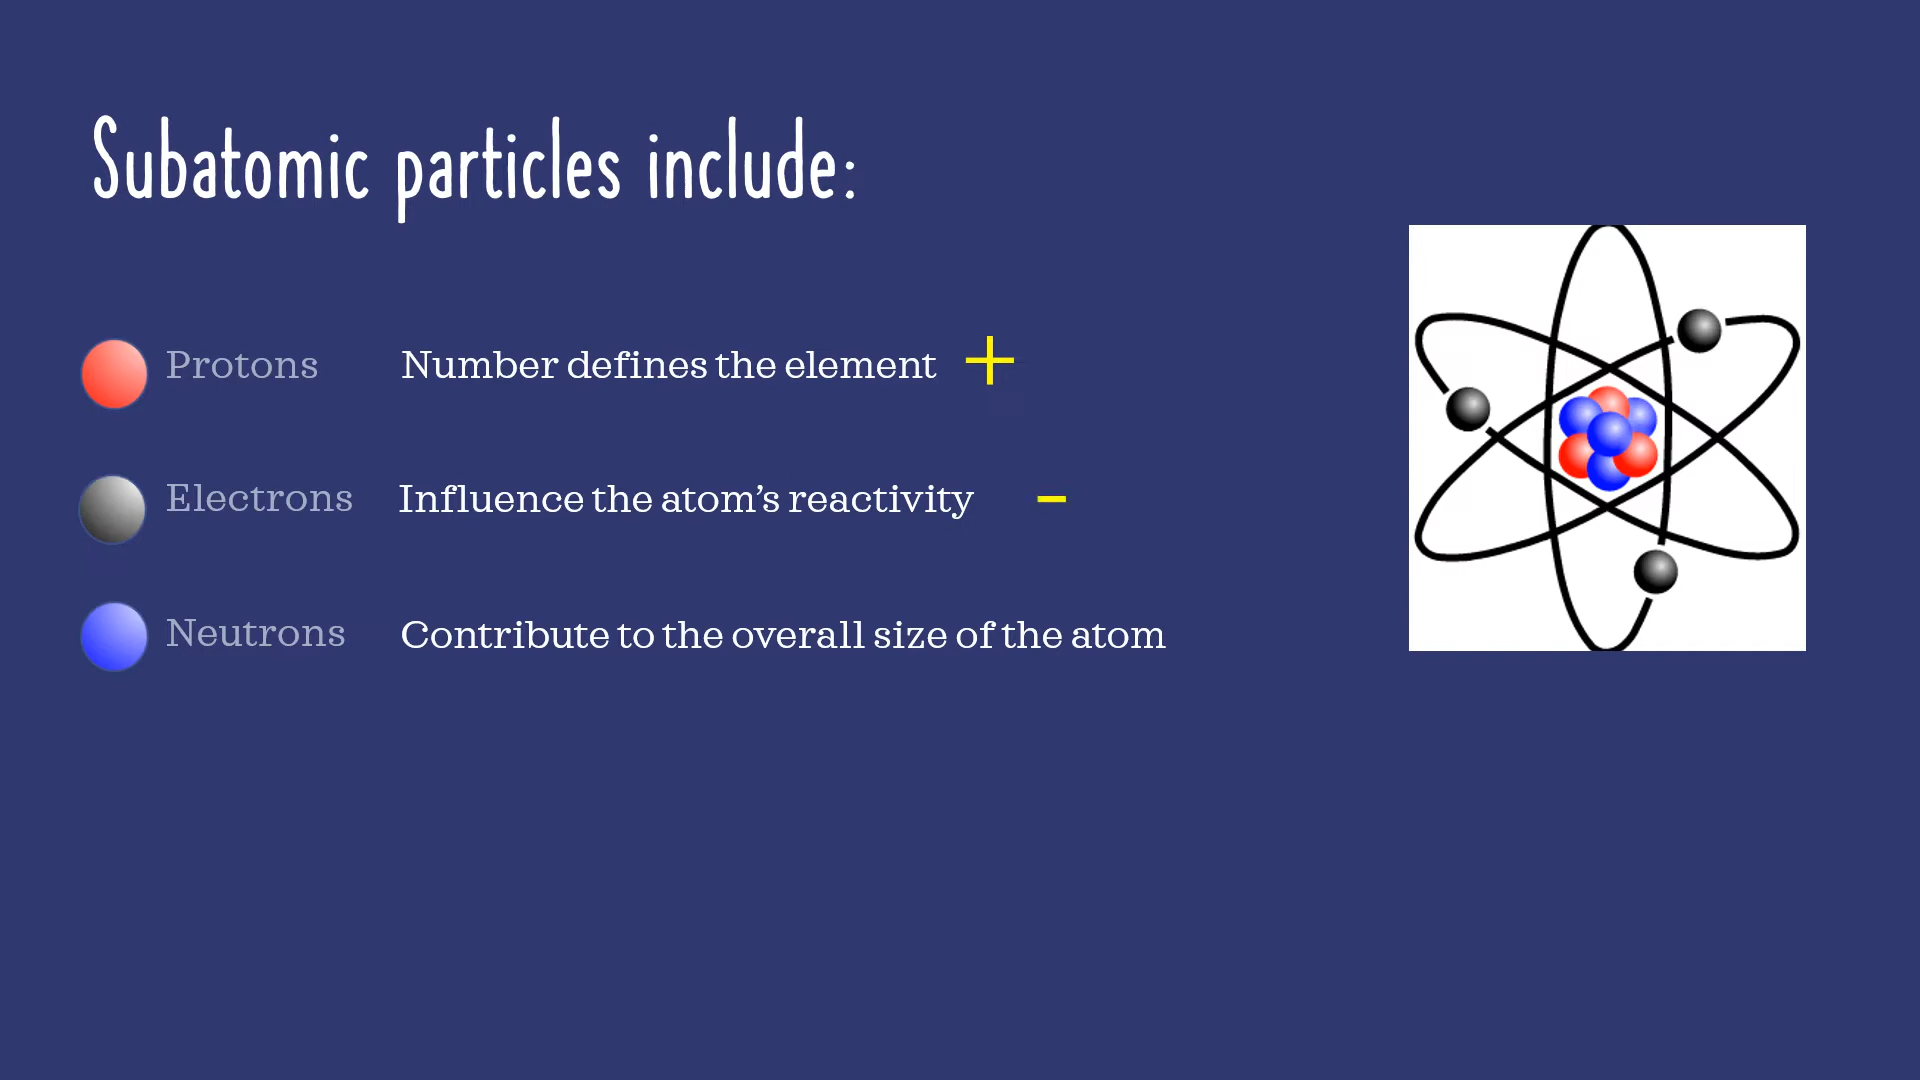 Subatomic particles include:
Protons Number defines the element +
Electrons Influence the atom’s reactivity -
Neutrons Contribute to the overall size of the atom